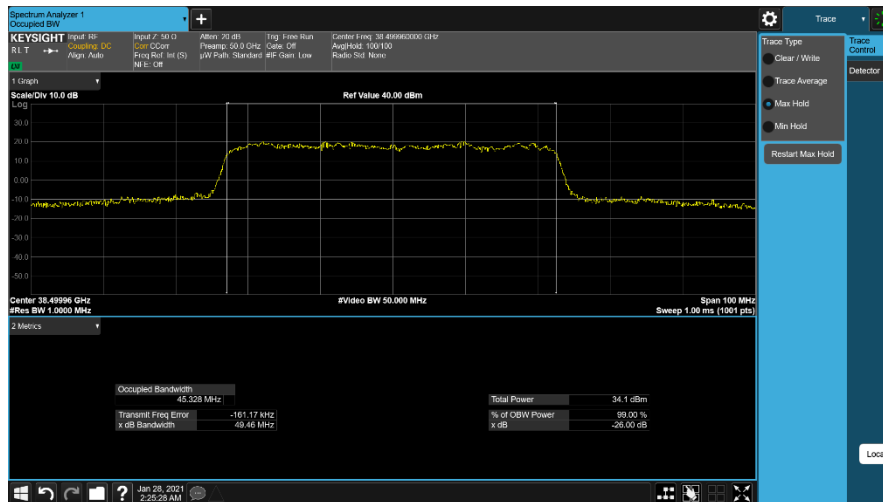 Spectrum Analyzer 1
Occupied BW
+
Trace
KEYSIGHT Input: RF Input Z: 50 Ω Atten: 20 dB Trig: Free Run Center Freq: 38.499960000 GHz
RLT Coupling: DC Corr CCorr Preamp: 50.0 GHz Gate: Off Avg|Hold: 100/100
Align: Auto Freq Ref: Int (S) µW Path: Standard #IF Gain: Low Radio Std: None
NFE: Off
Trace Type
Clear / Write
Trace Average
Max Hold
Min Hold
Restart Max Hold
Trace
Control
Detector
1 Graph
Scale/Div 10.0 dB Ref Value 40.00 dBm
Log
30.0
20.0
10.0
0.00
-10.0
-20.0
-30.0
-40.0
-50.0
Center 38.49996 GHz #Video BW 50.000 MHz Span 100 MHz
#Res BW 1.0000 MHz Sweep 1.00 ms (1001 pts)
2 Metrics
Occupied Bandwidth
45.328 MHz
Total Power 34.1 dBm
Transmit Freq Error -161.17 kHz % of OBW Power 99.00 %
x dB Bandwidth 49.46 MHz x dB -26.00 dB
Loca
? Jan 28, 2021
2:25:28 AM